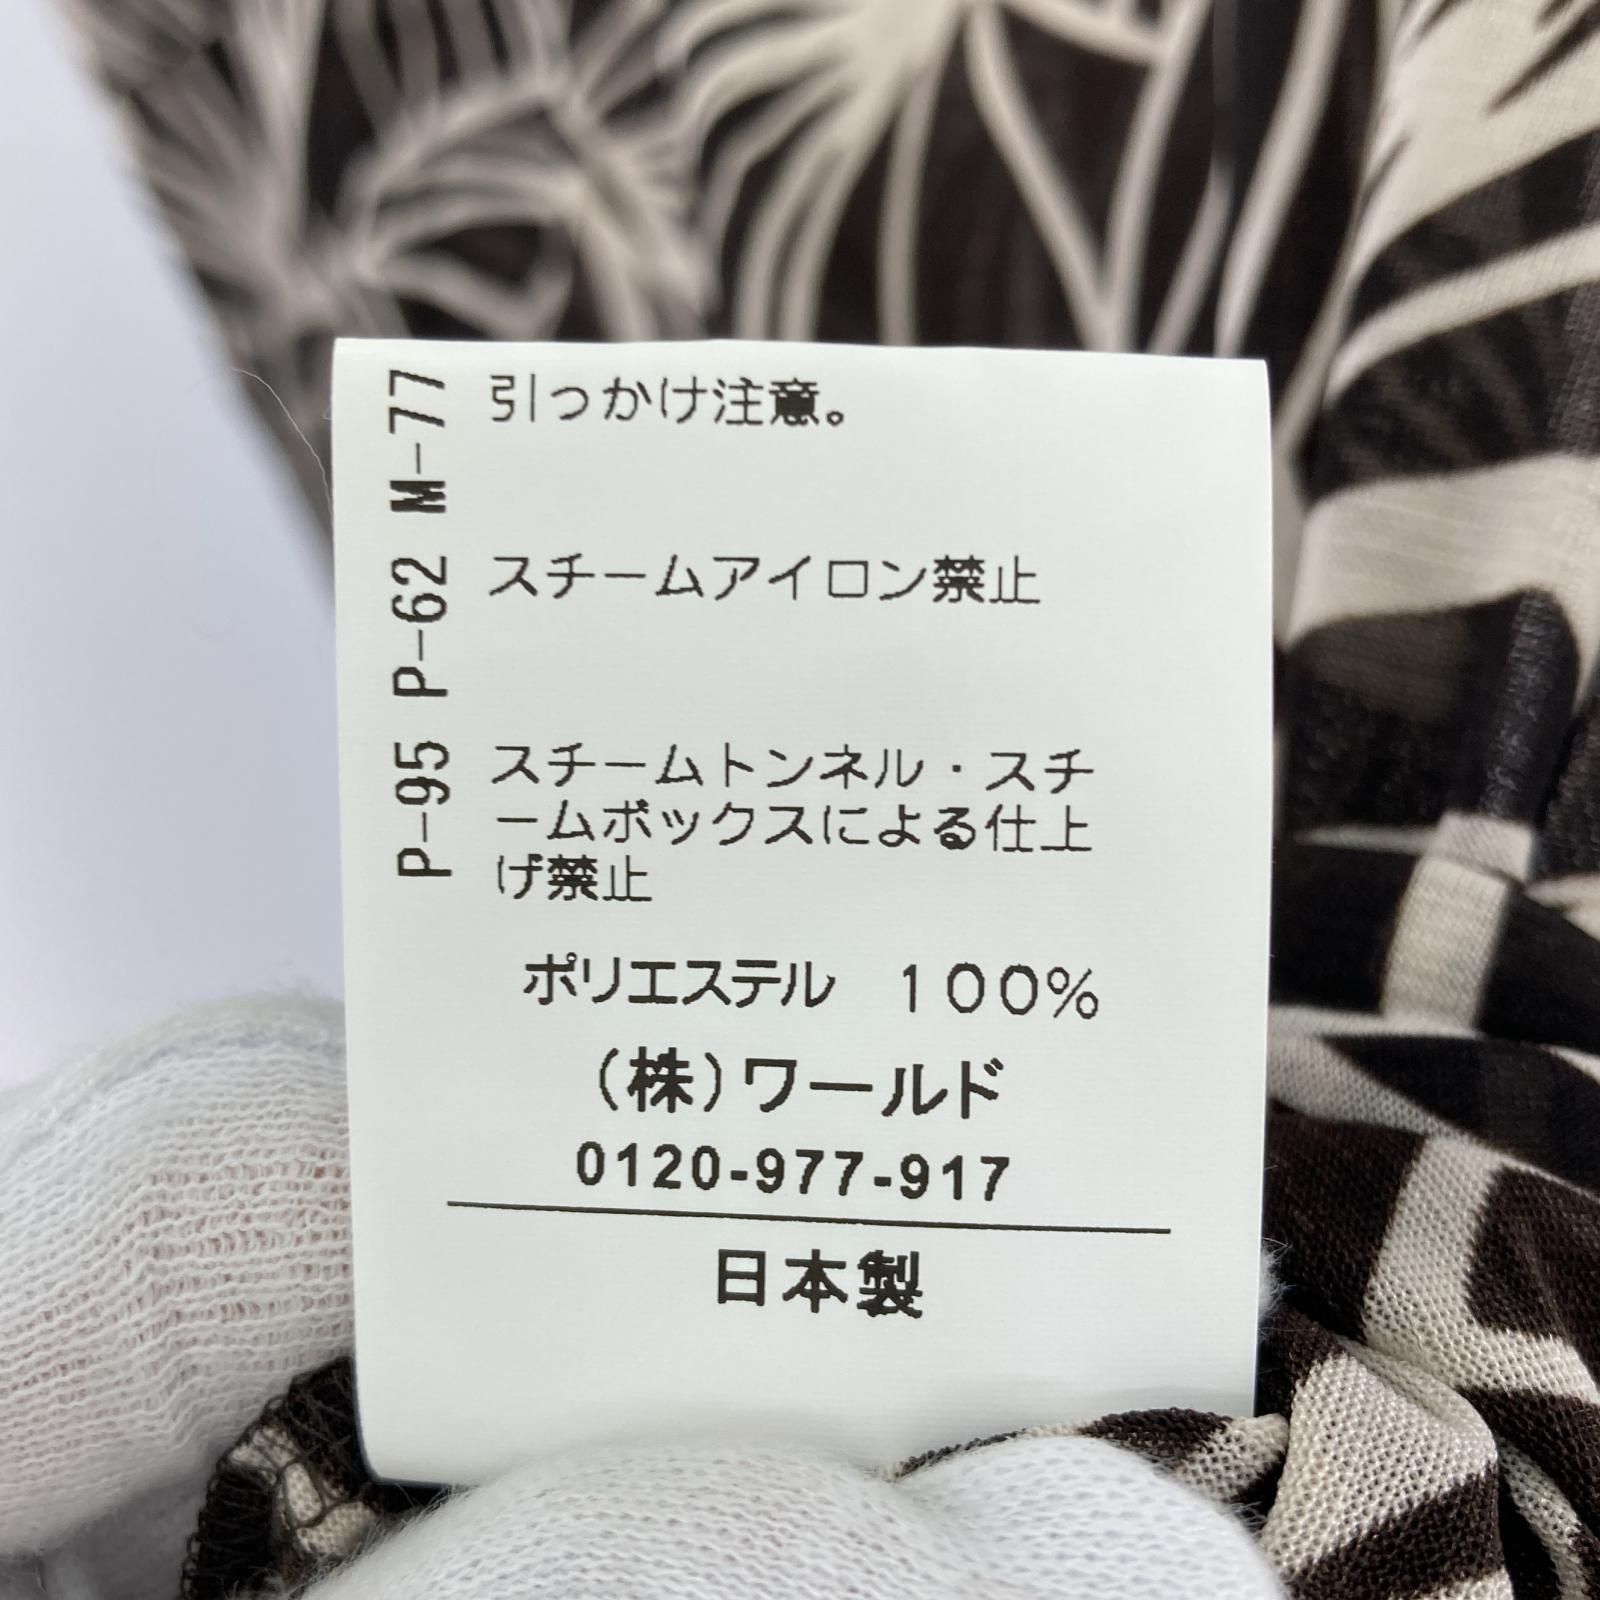 引っかけ注意。
スチームアイロン禁止
スチームトンネル・スチ
ームボックスによる仕上
げ禁止
ポリエステル 100%
(株)ワールド
0120-977-917
日本製
P-95 P-62 M-77